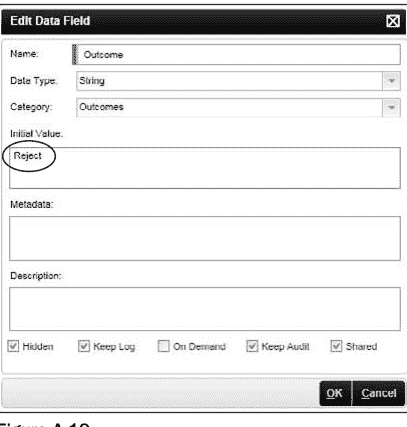 Edit Data Field
Name: Outcome
Data Type: String
Category: Outcomes
Initial Value:
Reject
Metadata:
Description:
Hidden Keep Log On Demand Keep Audit Shared
OK Cancel